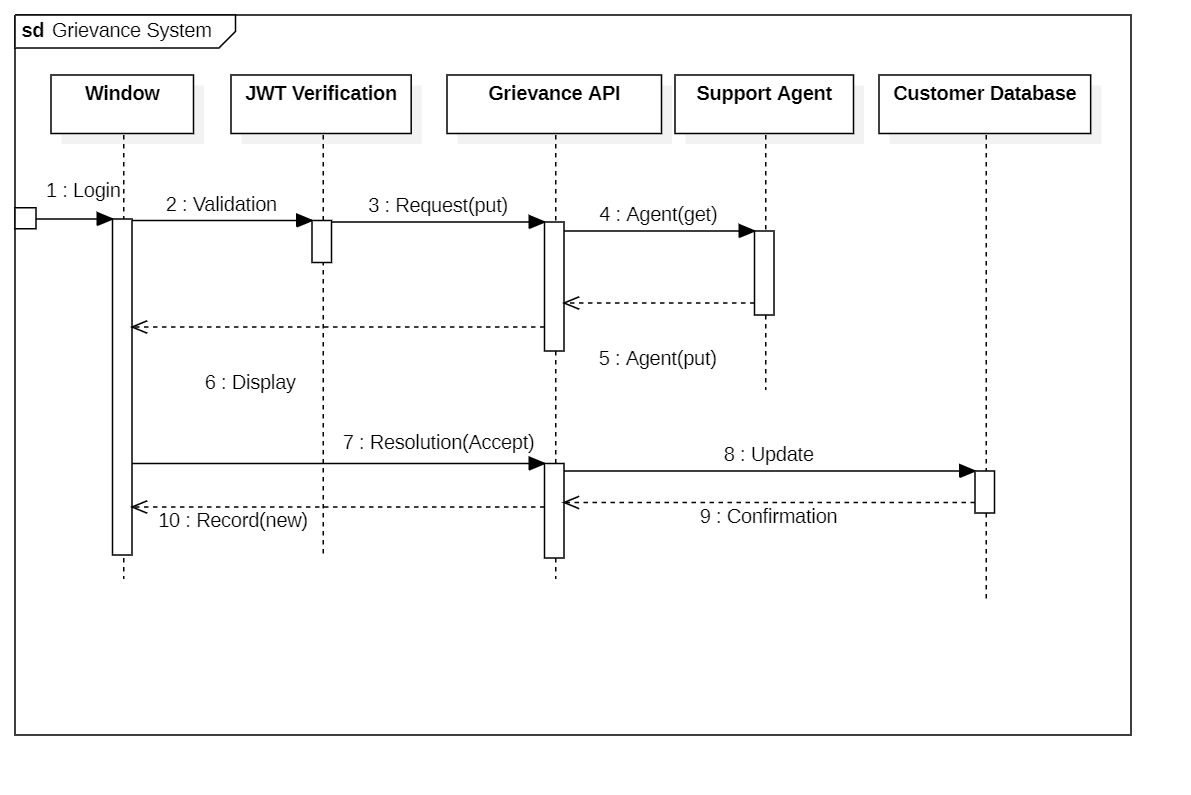 sd Grievance System
Window
JWT Verification
Grievance API
Support Agent
Customer Database
1 : Login
2 : Validation
3 : Request(put)
4 : Agent(get)
5 : Agent(put)
6 : Display
7 : Resolution(Accept)
8 : Update
9 : Confirmation
10 : Record(new)